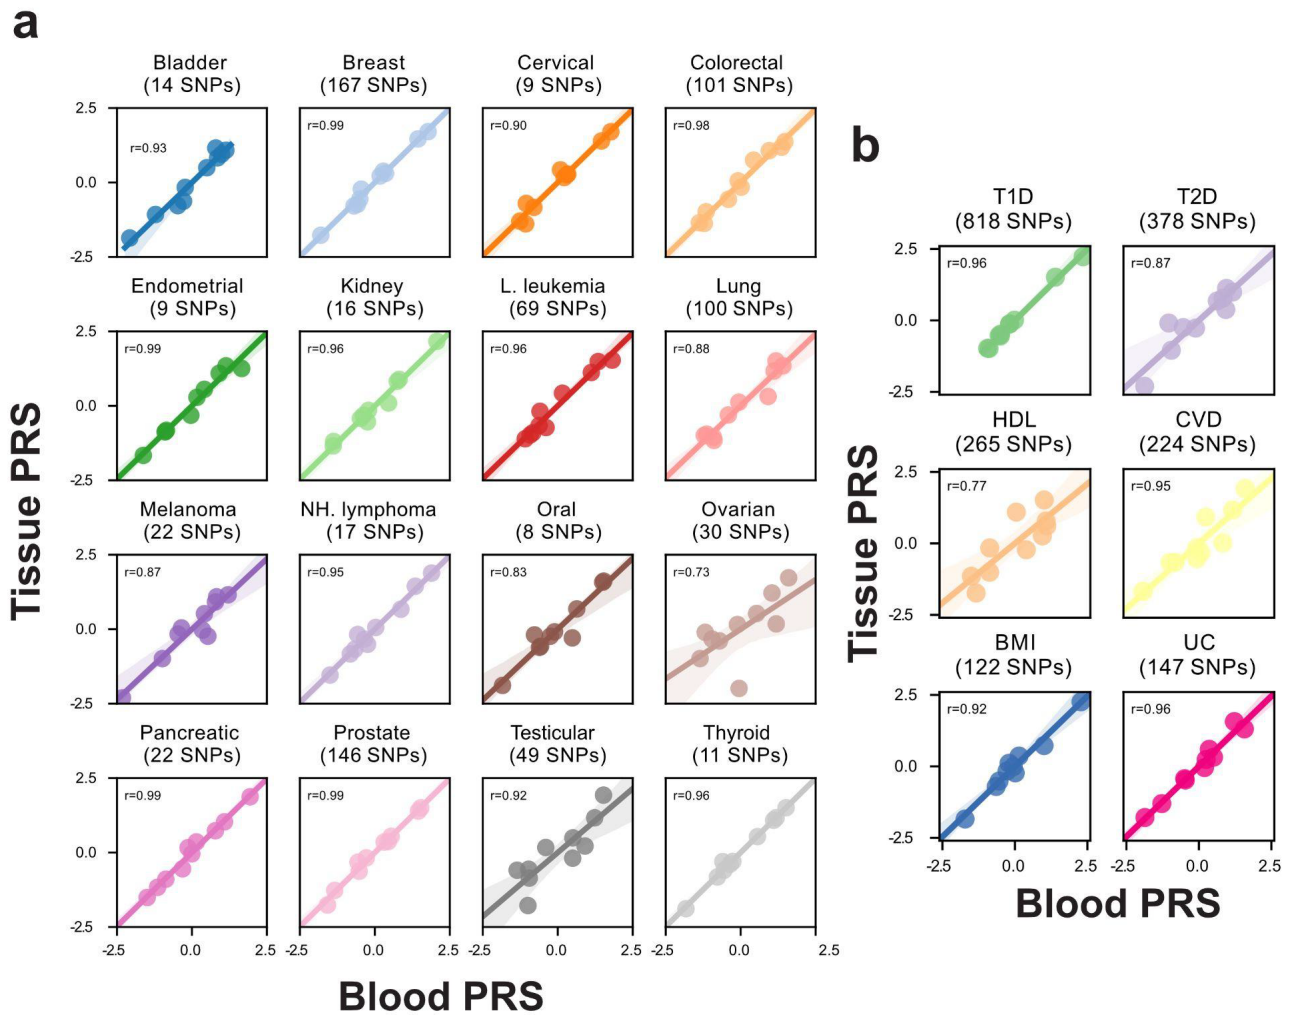 a
Bladder
(14 SNPs)
Breast
(167 SNPs)
Cervical
(9 SNPs)
Colorectal
(101 SNPs)
2.5
0.0
-2.5
r=0.93
r=0.99
r=0.90
r=0.98
Endometrial
(9 SNPs)
Kidney
(16 SNPs)
L. leukemia
(69 SNPs)
Lung
(100 SNPs)
2.5
0.0
-2.5
r=0.99
r=0.96
r=0.96
r=0.88
Melanoma
(22 SNPs)
NH. lymphoma
(17 SNPs)
Oral
(8 SNPs)
Ovarian
(30 SNPs)
2.5
0.0
-2.5
r=0.87
r=0.95
r=0.83
r=0.73
Pancreatic
(22 SNPs)
Prostate
(146 SNPs)
Testicular
(49 SNPs)
Thyroid
(11 SNPs)
2.5
0.0
-2.5
r=0.99
r=0.99
r=0.92
r=0.96
-2.5 0.0 2.5
-2.5 0.0 2.5
-2.5 0.0 2.5
-2.5 0.0 2.5
Tissue PRS
Blood PRS
b
T1D
(818 SNPs)
T2D
(378 SNPs)
2.5
0.0
-2.5
r=0.96
r=0.87
HDL
(265 SNPs)
CVD
(224 SNPs)
2.5
0.0
-2.5
r=0.77
r=0.95
BMI
(122 SNPs)
UC
(147 SNPs)
2.5
0.0
-2.5
r=0.92
r=0.96
-2.5 0.0 2.5
-2.5 0.0 2.5
Tissue PRS
Blood PRS